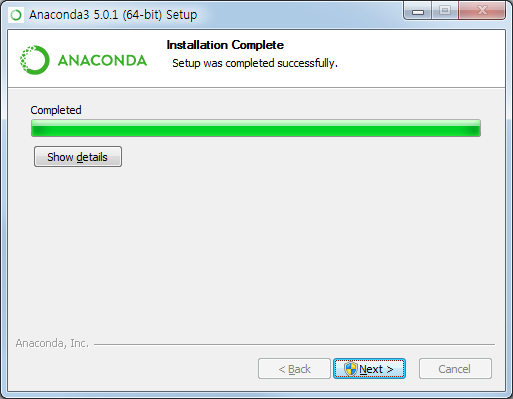 Anaconda3 5.0.1 (64-bit) Setup
ANACONDA
Installation Complete
Setup was completed successfully.
Completed
Show details
Anaconda, Inc.
< Back
Next >
Cancel